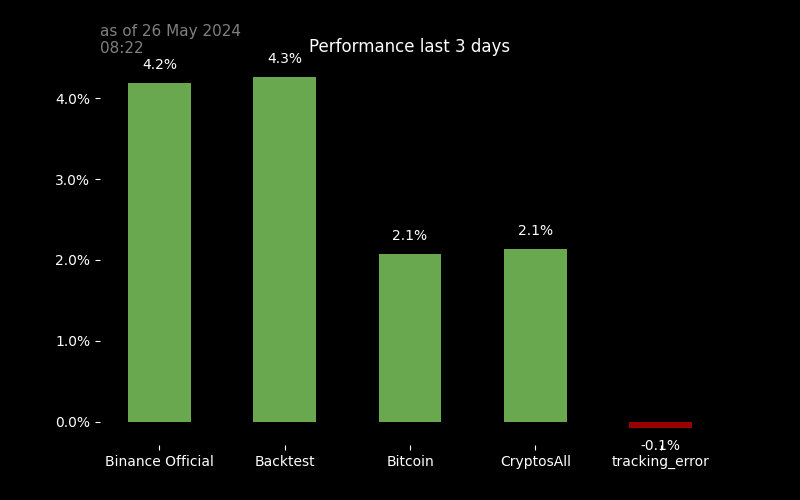 as of 26 May 2024
08:22
Performance last 3 days
4.2%
4.3%
2.1%
2.1%
-0.1%
4.0%
3.0%
2.0%
1.0%
0.0%
Binance Official
Backtest
Bitcoin
CryptosAll
tracking_error